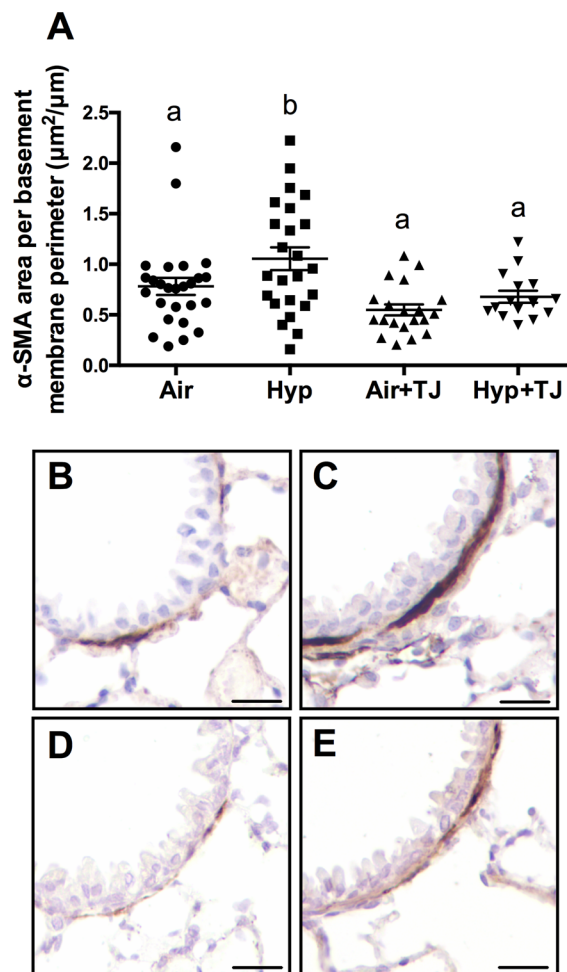 A
α-SMA area per basement
membrane perimeter (μm²/μm)
2.5
2.0
1.5
1.0
0.5
0.0
a
b
a
a
Air
Hyp
Air+TJ
Hyp+TJ
B
C
D
E